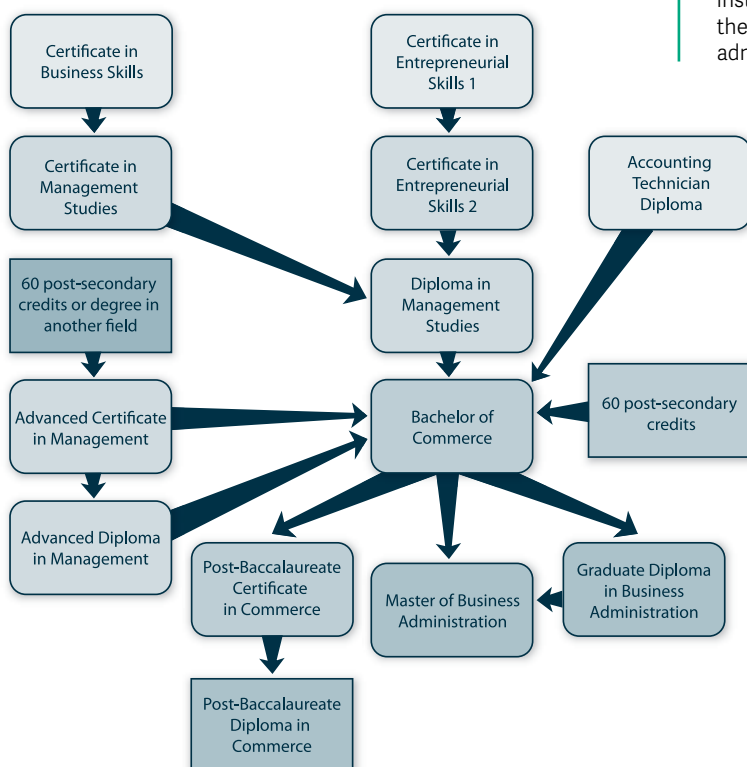 inst
the
adr
Certificate in
Business Skills
Certificate in
Entrepreneurial
Skills 1
Certificate in
Management
Studies
Certificate in
Entrepreneurial
Skills 2
Accounting
Technician
Diploma
60 post-secondary
credits or degree in
another field
Diploma in
Management
Studies
Advanced Certificate
in Management
Bachelor of
Commerce
60 post-secondary
credits
Advanced Diploma
in Management
Post-Baccalaureate
Certificate
in Commerce
Master of Business
Administration
Graduate Diploma
in Business
Administration
Post-Baccalaureate
Diploma in
Commerce